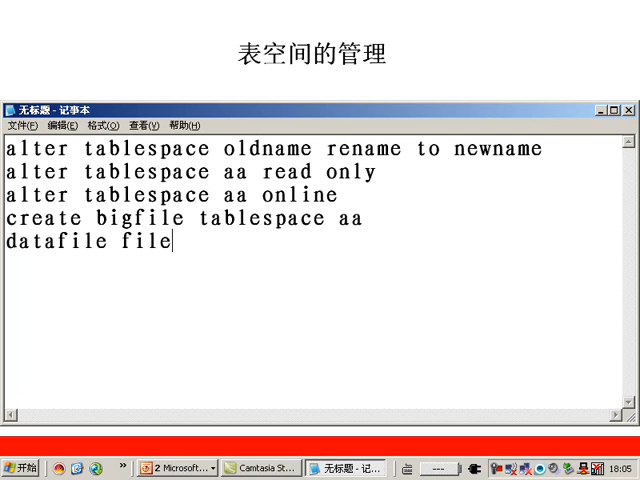 表空间的管理
无标题 - 记事本
文件(F) 编辑(E) 格式(O) 查看(V) 帮助(H)
alter tablespace oldname rename to newname
alter tablespace aa read only
alter tablespace aa online
create bigfile tablespace aa
datafile file
开始 » 2 Microsoft... Camtasia St... 无标题 - 记... --- 18:05